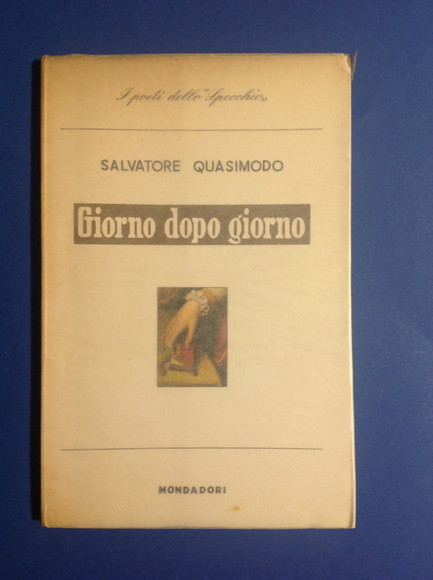 I poeti dello "Specchio"
SALVATORE QUASIMODO
Giorno dopo giorno
MONDADORI